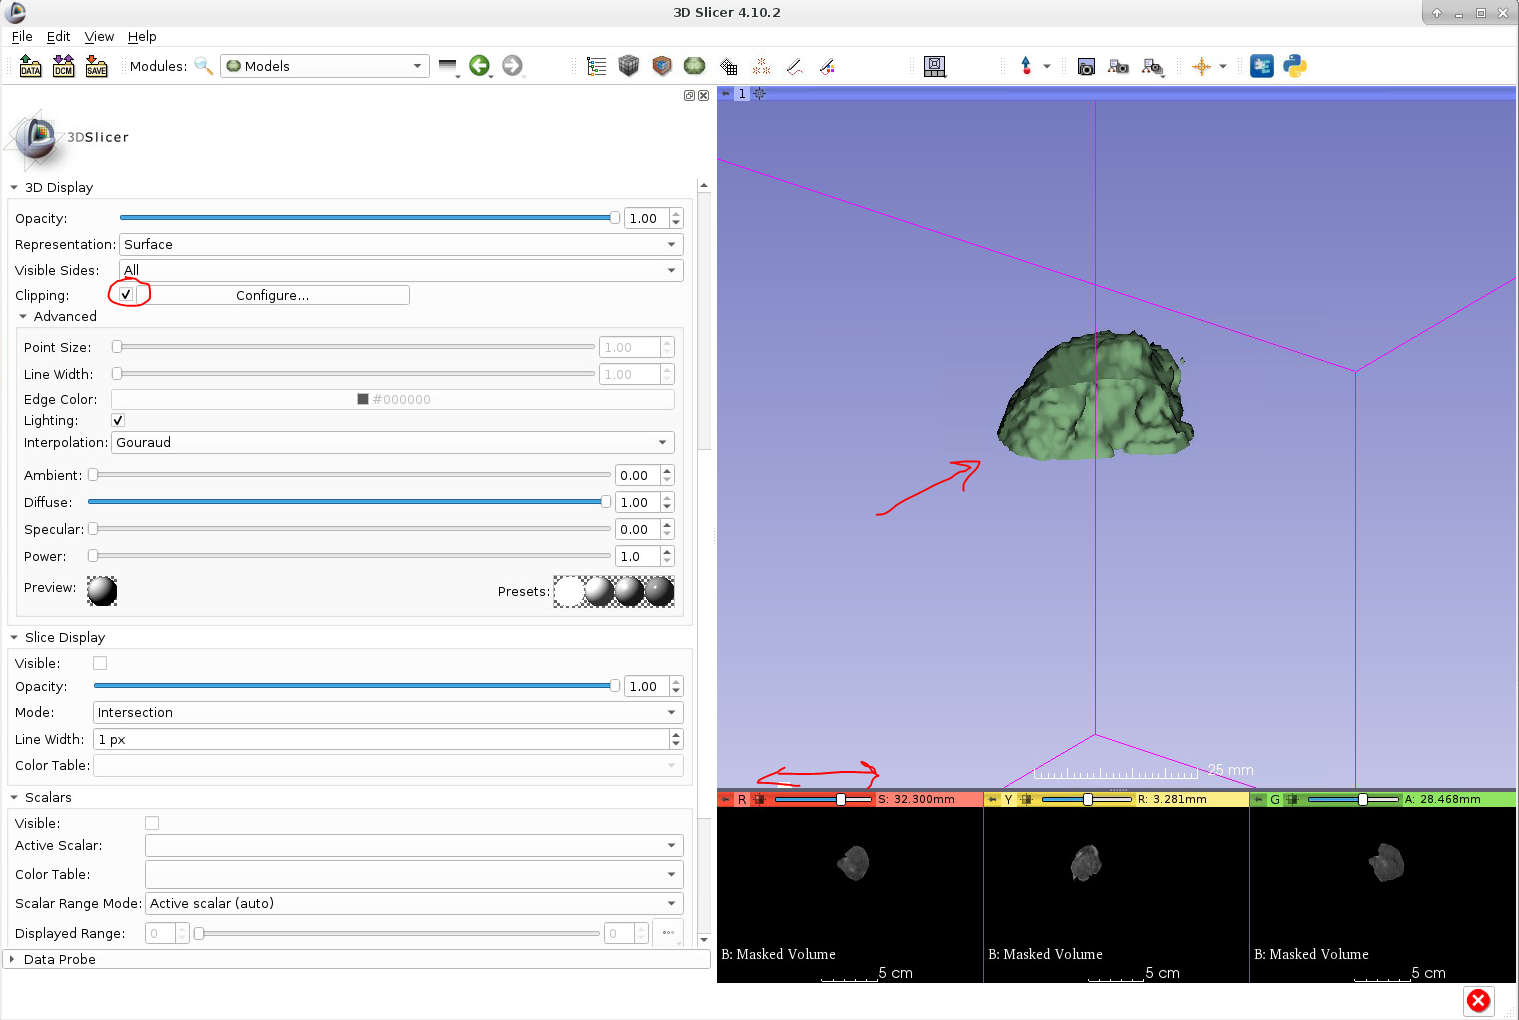 3D Slicer 4.10.2
File Edit View Help
DATA DCM SAVE Modules: Models
1
3DSlicer
3D Display
Opacity: 1.00
Representation: Surface
Visible Sides: All
Clipping: Configure...
Advanced
Point Size: 1.00
Line Width: 1.00
Edge Color: #000000
Lighting:
Interpolation: Gouraud
Ambient: 0.00
Diffuse: 1.00
Specular: 0.00
Power: 1.0
Preview: Presets:
Slice Display
Visible:
Opacity: 1.00
Mode: Intersection
Line Width: 1 px
Color Table:
Scalars
Visible:
Active Scalar:
Color Table:
Scalar Range Mode: Active scalar (auto)
Displayed Range: 0 0
Data Probe
25 mm
R S: 32.300mm
B: Masked Volume
5 cm
Y R: 3.281mm
B: Masked Volume
5 cm
G A: 28.468mm
B: Masked Volume
5 cm